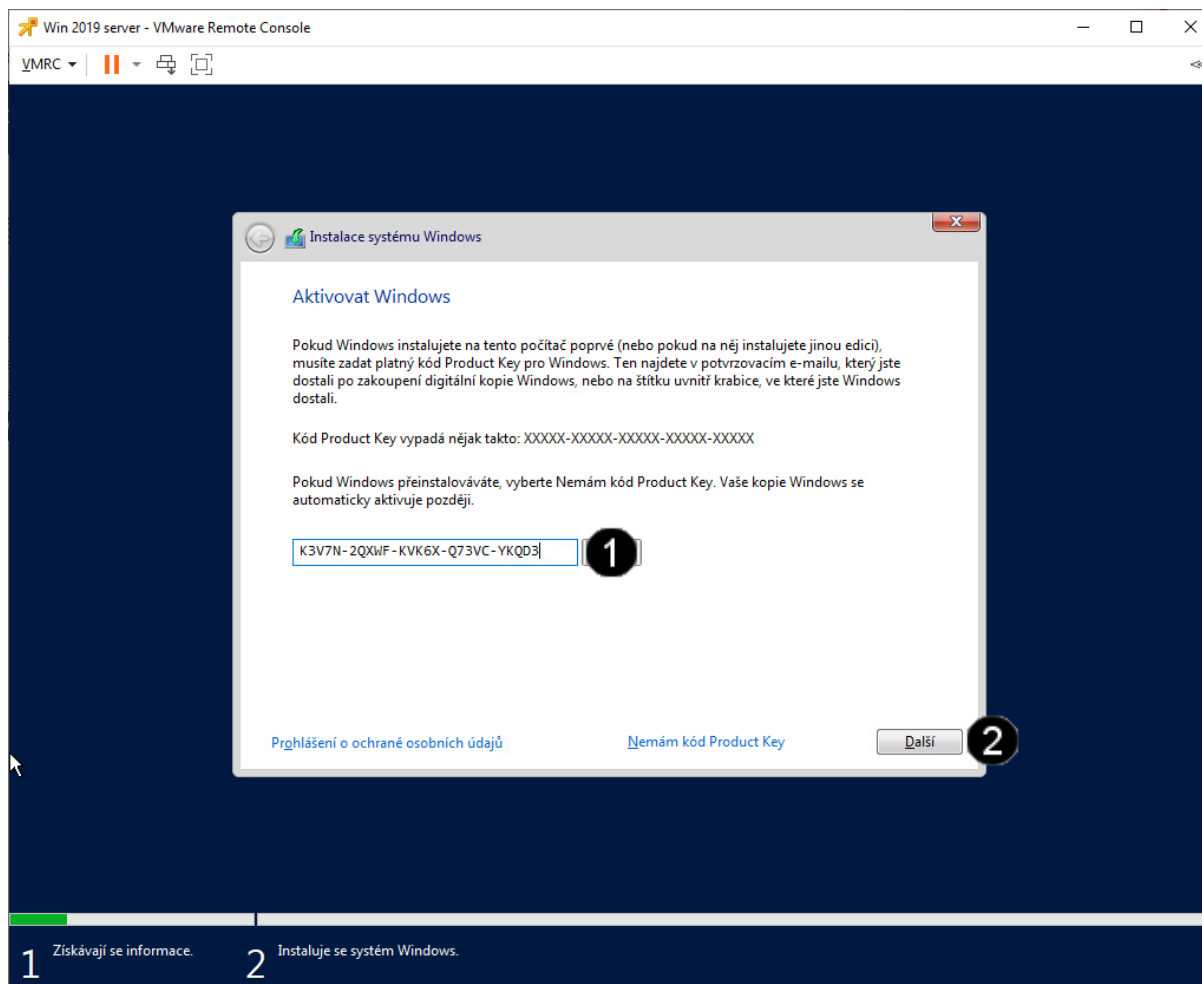 Win 2019 server - VMware Remote Console
VMRC
Instalace systému Windows
Aktivovat Windows
Pokud Windows instalujete na tento počítač poprvé (nebo pokud na něj instalujete jinou edici),
musíte zadat platný kód Product Key pro Windows. Ten najdete v potvrzovacím e-mailu, který jste
dostali po zakoupení digitální kopie Windows, nebo na štítku uvnitř krabice, ve které jste Windows
dostali.
Kód Product Key vypadá nějak takto: XXXXX-XXXXX-XXXXX-XXXXX-XXXXX
Pokud Windows přeinstalováváte, vyberte Nemám kód Product Key. Vaše kopie Windows se
automaticky aktivuje později.
K3V7N-2QXWF-KVK6X-Q73VC-YKQD3
1
Prohlášení o ochraně osobních údajů
Nemám kód Product Key
Další
2
1 Získávají se informace.
2 Instaluje se systém Windows.